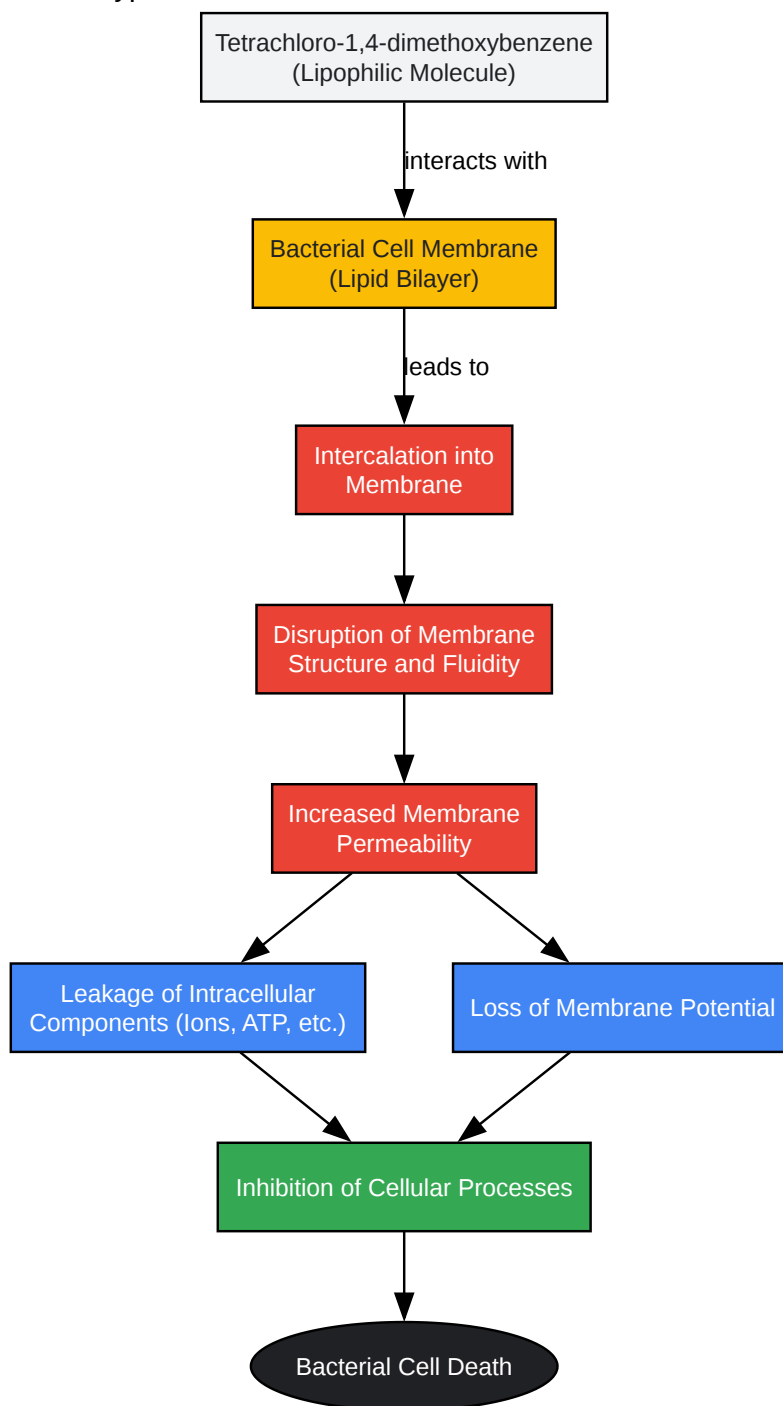 Tetrachloro-1,4-dimethoxybenzene
(Lipophilic Molecule)
interacts with
Bacterial Cell Membrane
(Lipid Bilayer)
leads to
Intercalation into
Membrane
Disruption of Membrane
Structure and Fluidity
Increased Membrane
Permeability
Leakage of Intracellular
Components (Ions, ATP, etc.)
Loss of Membrane Potential
Inhibition of Cellular Processes
Bacterial Cell Death